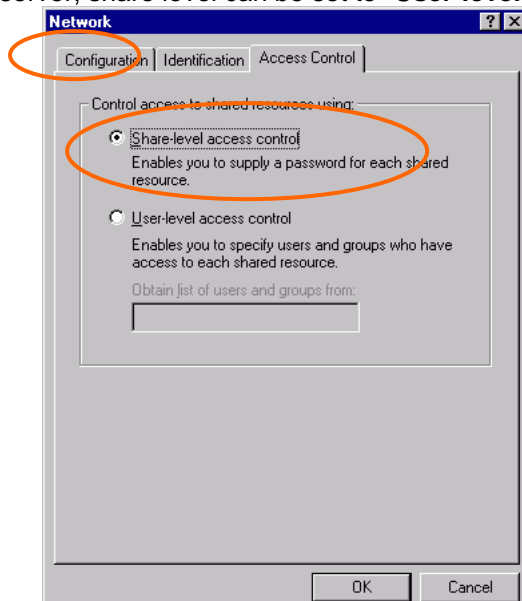 server, share level can be set to "User-level
Network
Configuration Identification Access Control
Control access to shared resources using:
Share-level access control
Enables you to supply a password for each shared
resource.
User-level access control
Enables you to specify users and groups who have
access to each shared resource.
Obtain list of users and groups from:
OK Cancel